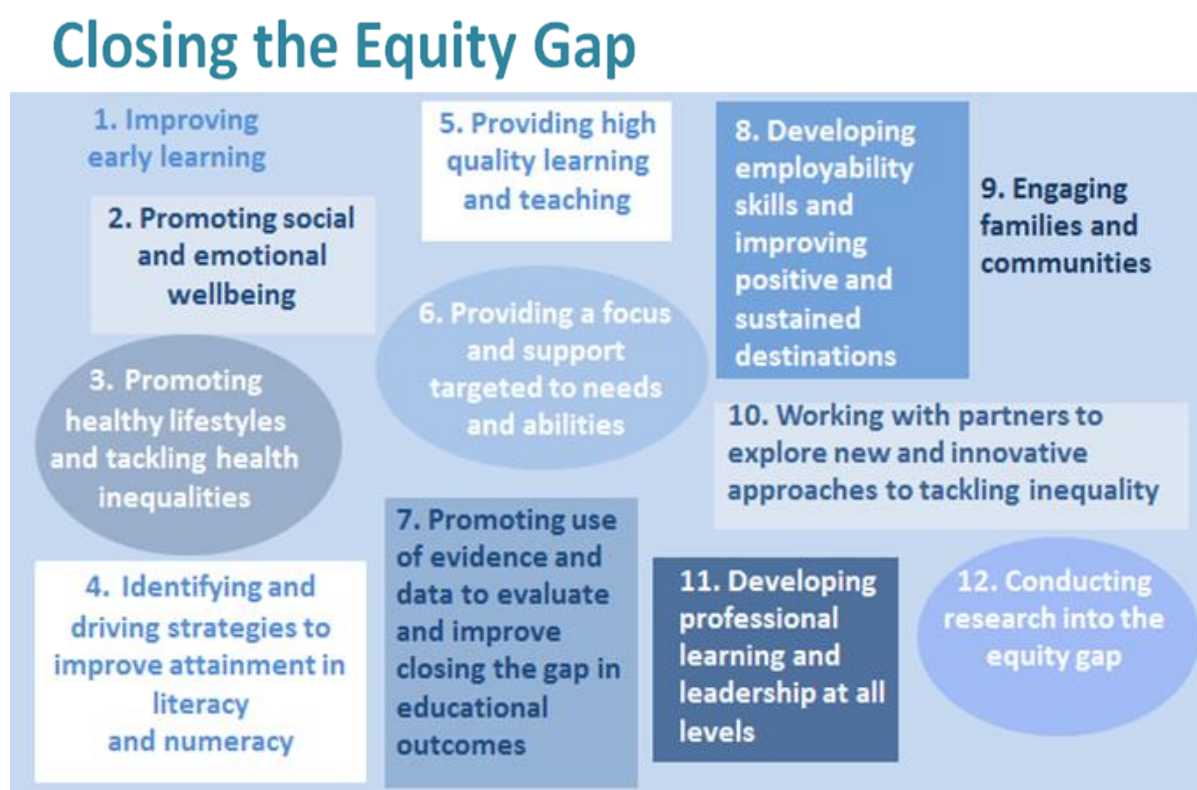 Closing the Equity Gap
1. Improving
early learning
2. Promoting social
and emotional
wellbeing
3. Promoting
healthy lifestyles
and tackling health
inequalities
4. Identifying and
driving strategies to
improve attainment in
literacy
and numeracy
5. Providing high
quality learning
and teaching
6. Providing a focus
and support
targeted to needs
and abilities
7. Promoting use
of evidence and
data to evaluate
and improve
closing the gap in
educational
outcomes
8. Developing
employability
skills and
improving
positive and
sustained
destinations
9. Engaging
families and
communities
10. Working with partners to
explore new and innovative
approaches to tackling inequality
11. Developing
professional
learning and
leadership at all
levels
12. Conducting
research into the
equity gap